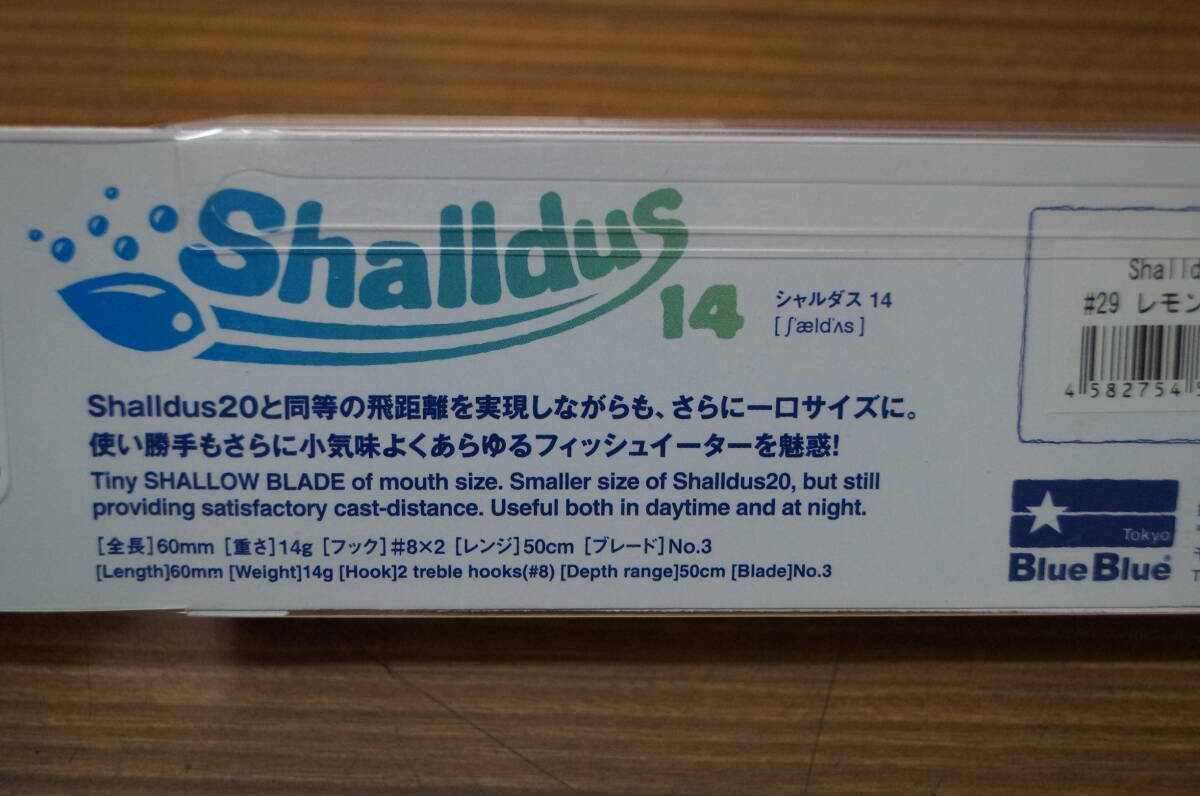 Shalldus
14
シャルダス 14
[ʃˈældˈʌs]
Shalldus20と同等の飛距離を実現しながらも、さらに一口サイズに。
使い勝手もさらに小気味よくあらゆるフィッシュイーターを魅惑!
Tiny SHALLOW BLADE of mouth size. Smaller size of Shalldus20, but still
providing satisfactory cast-distance. Useful both in daytime and at night.
[全長]60mm [重さ]14g [フック]#8×2 [レンジ]50cm [ブレード]No.3
[Length]60mm [Weight]14g [Hook]2 treble hooks(#8) [Depth range]50cm [Blade]No.3
Shalld
#29 レモン
4 582754
Tokyo
BlueBlue®